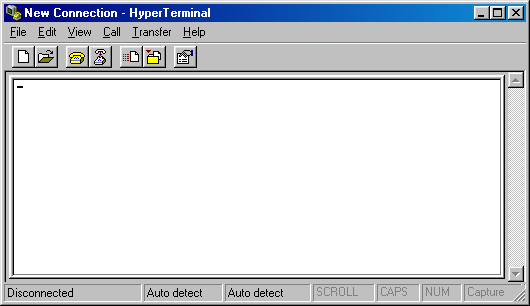 New Connection - HyperTerminal
File Edit View Call Transfer Help
Disconnected Auto detect Auto detect SCROLL CAPS NUM Capture